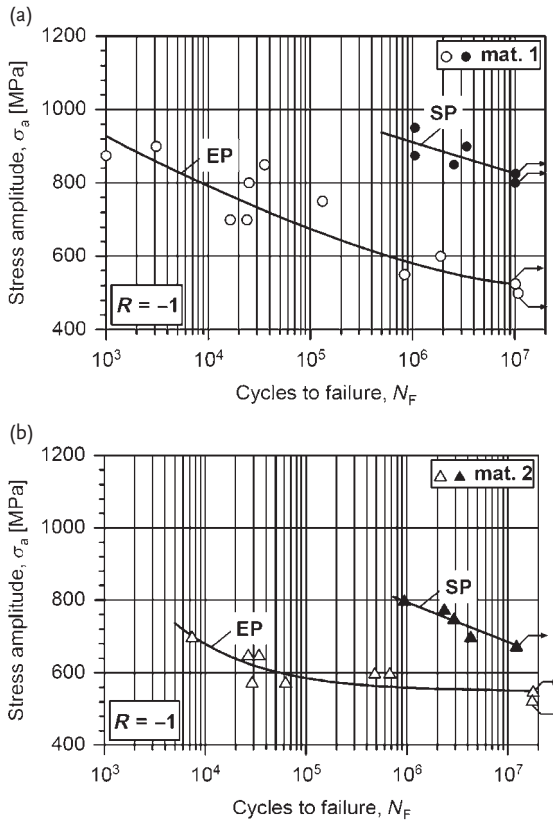 (a)
1200
1000
800
600
400
Stress amplitude, σa [MPa]
mat. 1
SP
EP
R = −1
10³ 10⁴ 10⁵ 10⁶ 10⁷
Cycles to failure, NF
(b)
1200
1000
800
600
400
Stress amplitude, σa [MPa]
mat. 2
SP
EP
R = −1
10³ 10⁴ 10⁵ 10⁶ 10⁷
Cycles to failure, NF